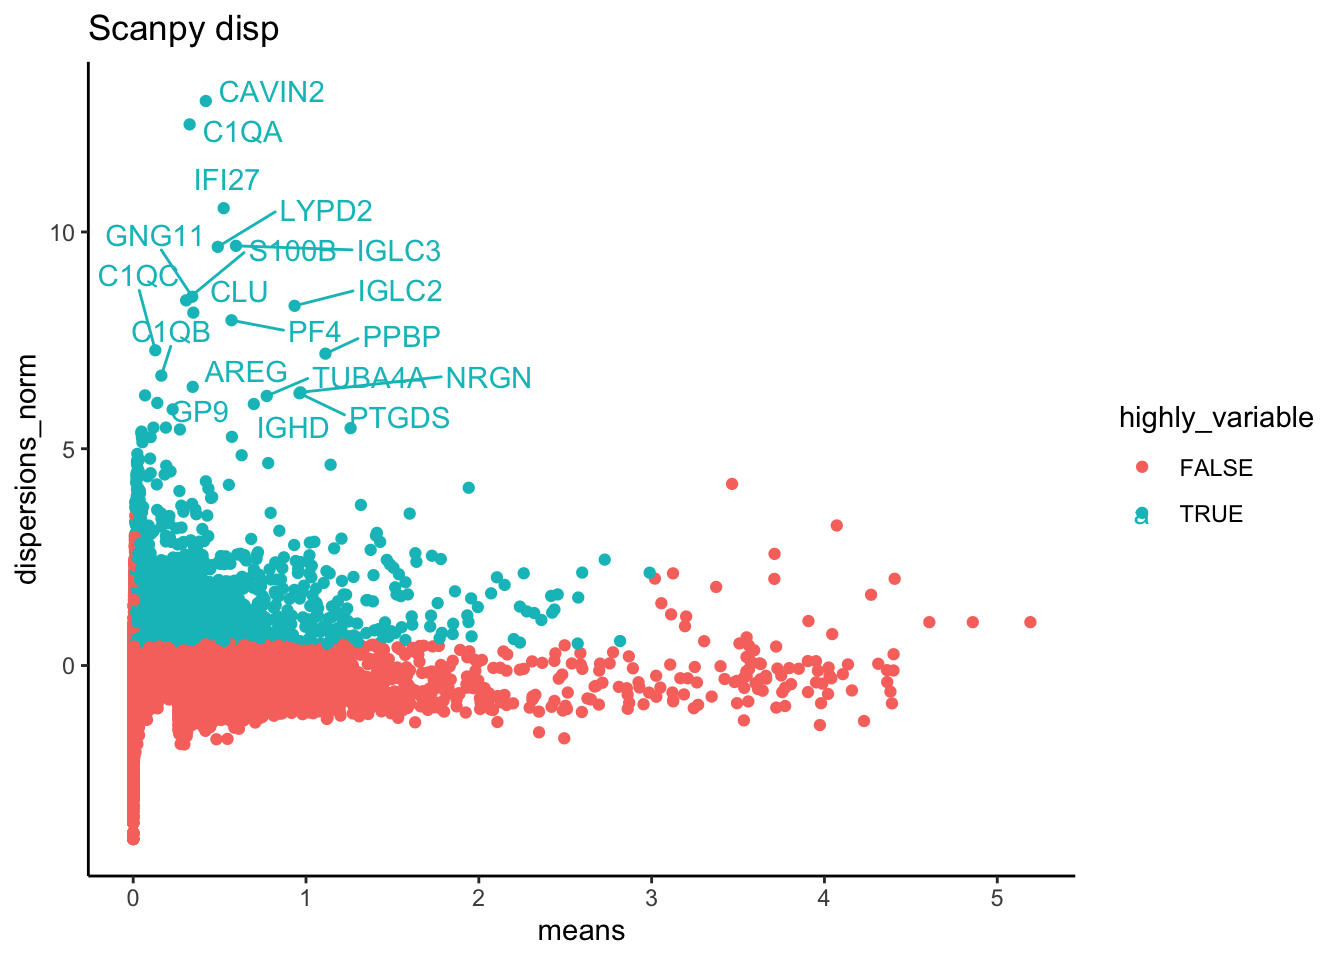 Scanpy disp
CAVIN2
C1QA
IFI27
LYPD2
GNG11
S100B
IGLC3
C1QC
CLU
IGLC2
C1QB
PF4
PPBP
AREG
TUBA4A
NRGN
GP9
PTGDS
IGHD
10
5
0
dispersions_norm
0 1 2 3 4 5
means
highly_variable
FALSE
a TRUE